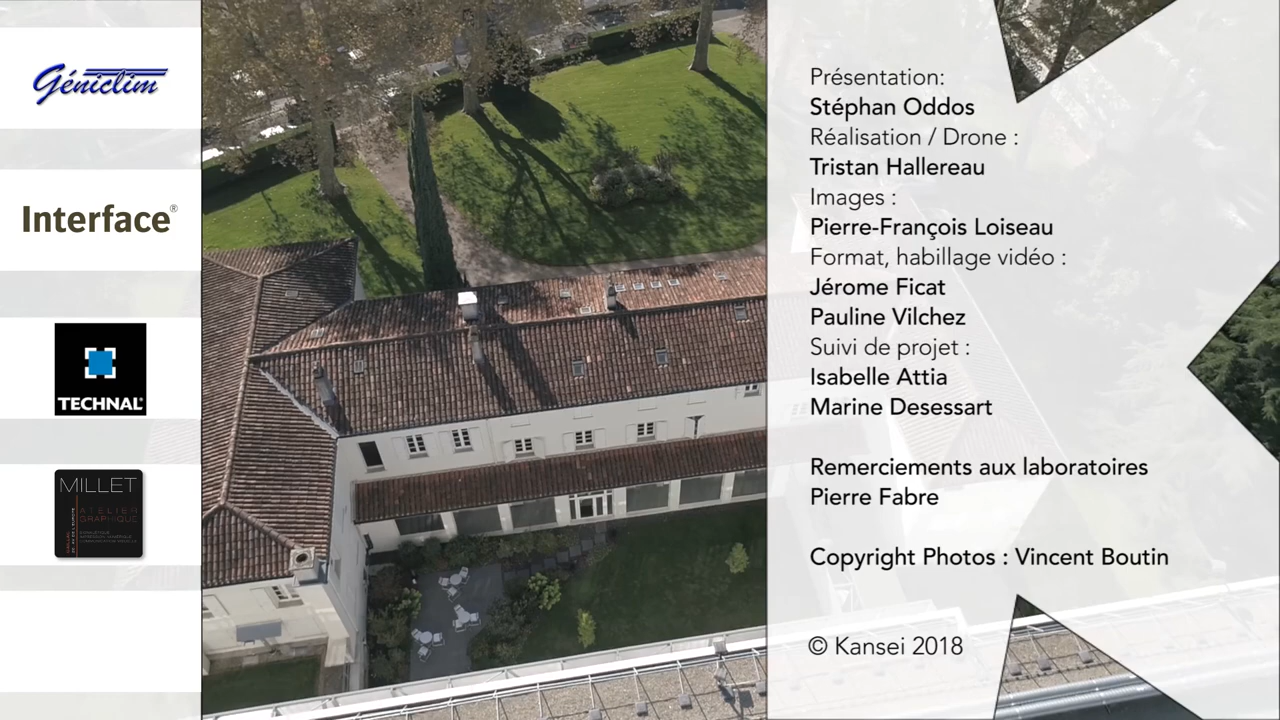 Géniclim
Interface®
TECHNAL®
MILLET
ATELIER
GRAPHIQUE
Présentation:
Stéphan Oddos
Réalisation / Drone :
Tristan Hallereau
Images :
Pierre-François Loiseau
Format, habillage vidéo :
Jérome Ficat
Pauline Vilchez
Suivi de projet :
Isabelle Attia
Marine Desessart
Remerciements aux laboratoires
Pierre Fabre
Copyright Photos : Vincent Boutin
© Kansei 2018